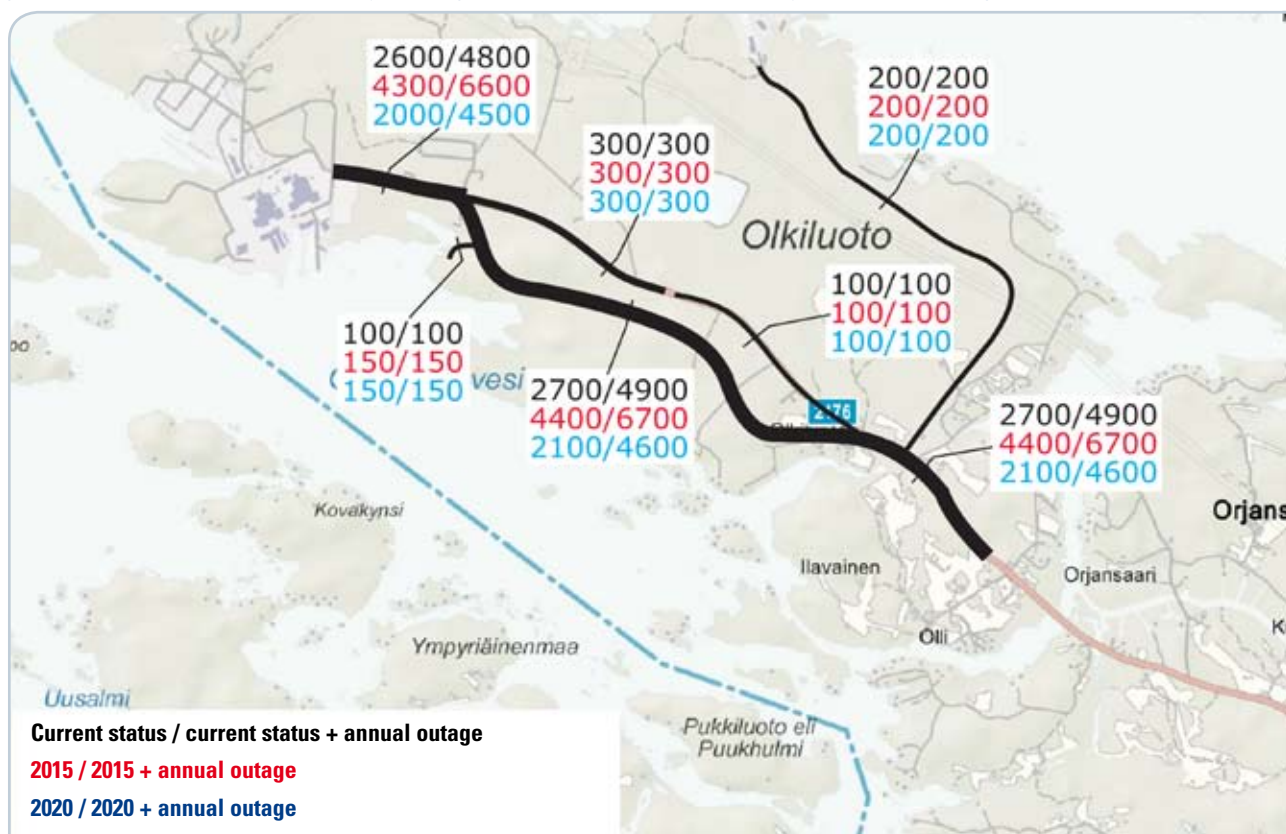 2600/4800
4300/6600
2000/4500
200/200
200/200
200/200
300/300
300/300
300/300
Olkiluoto
100/100
100/100
100/100
100/100
150/150
150/150
vesi
2700/4900
4400/6700
2100/4600
2176
2700/4900
4400/6700
2100/4600
Kovakynsi
Orjans
Ilavainen
Orjansaari
Olli
Ympyriäinenmaa
Uusalmi
Pukkiluoto eli
Puukhulmi
Current status / current status + annual outage
2015 / 2015 + annual outage
2020 / 2020 + annual outage